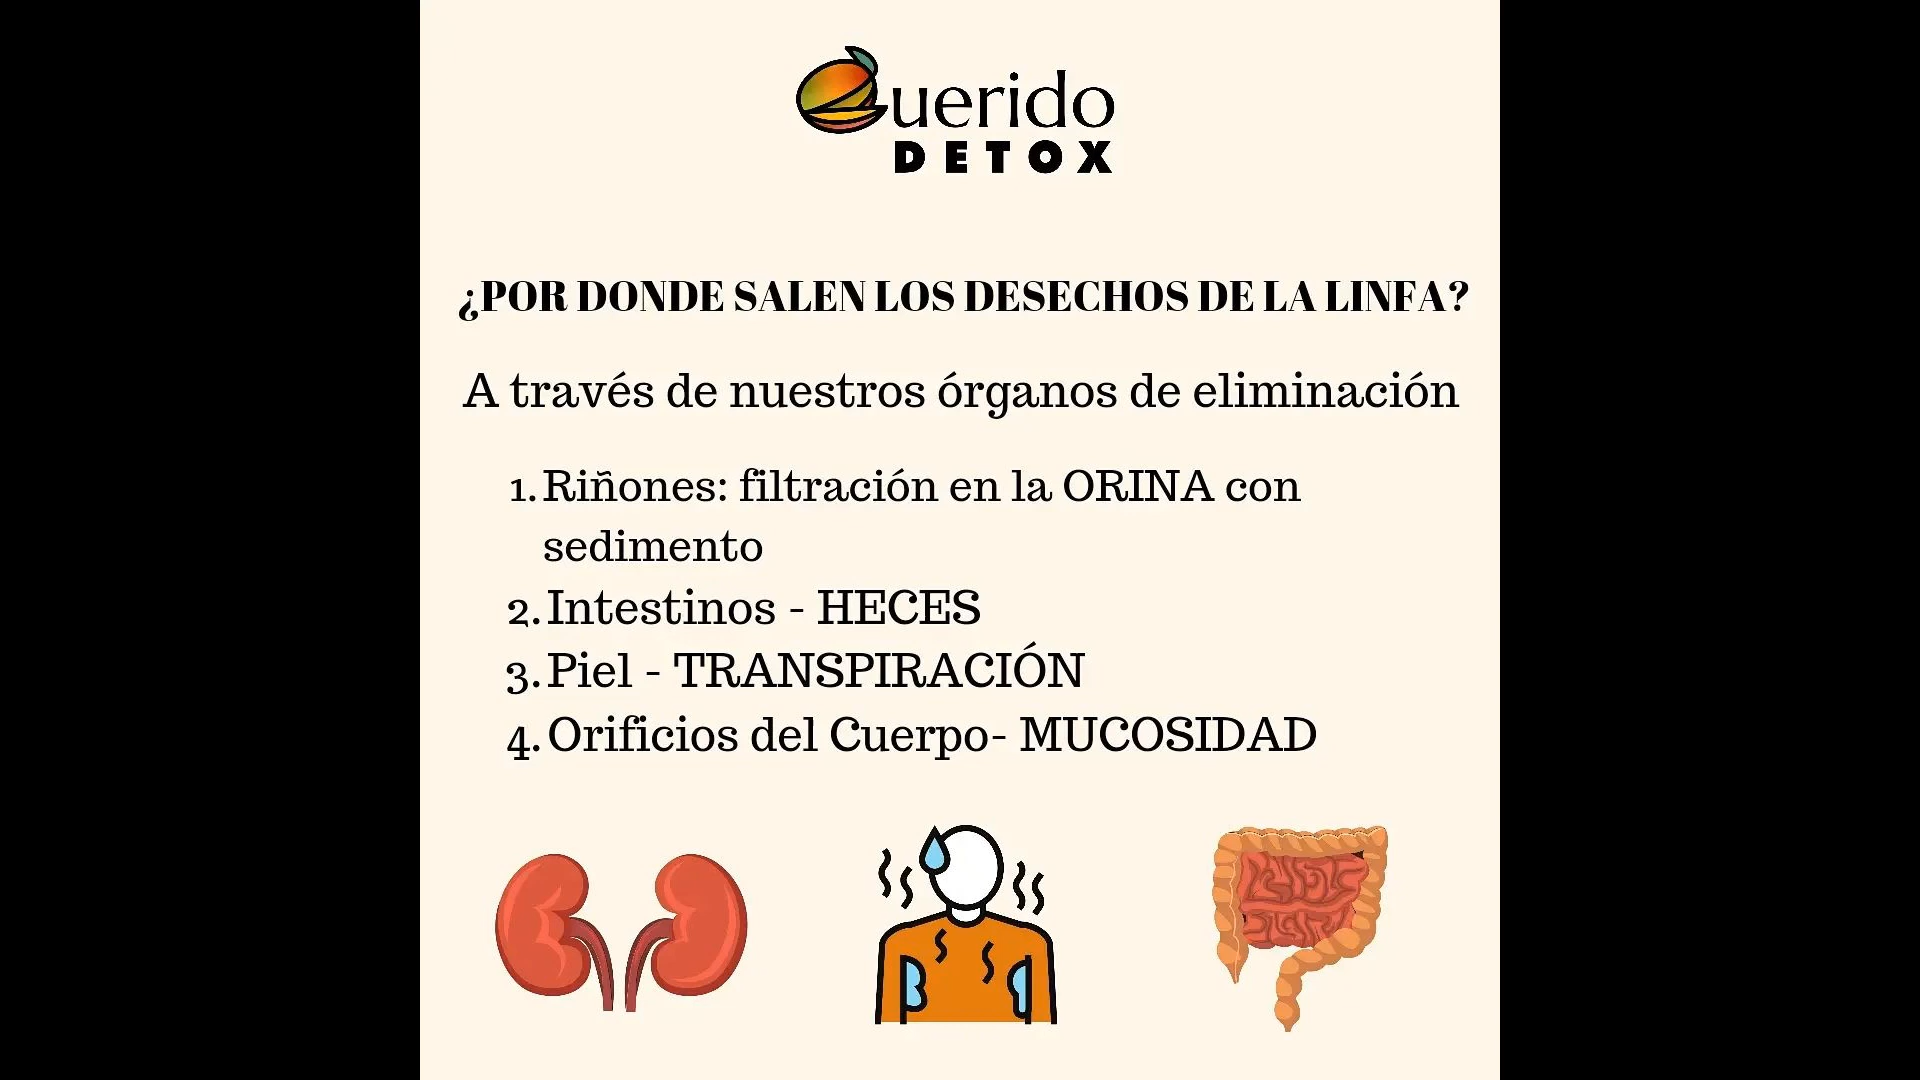 Querido
DETOX
¿POR DONDE SALEN LOS DESECHOS DE LA LINFA?
A través de nuestros órganos de eliminación
1. Riñones: filtración en la ORINA con
sedimento
2. Intestinos - HECES
3. Piel - TRANSPIRACIÓN
4. Orificios del Cuerpo- MUCOSIDAD